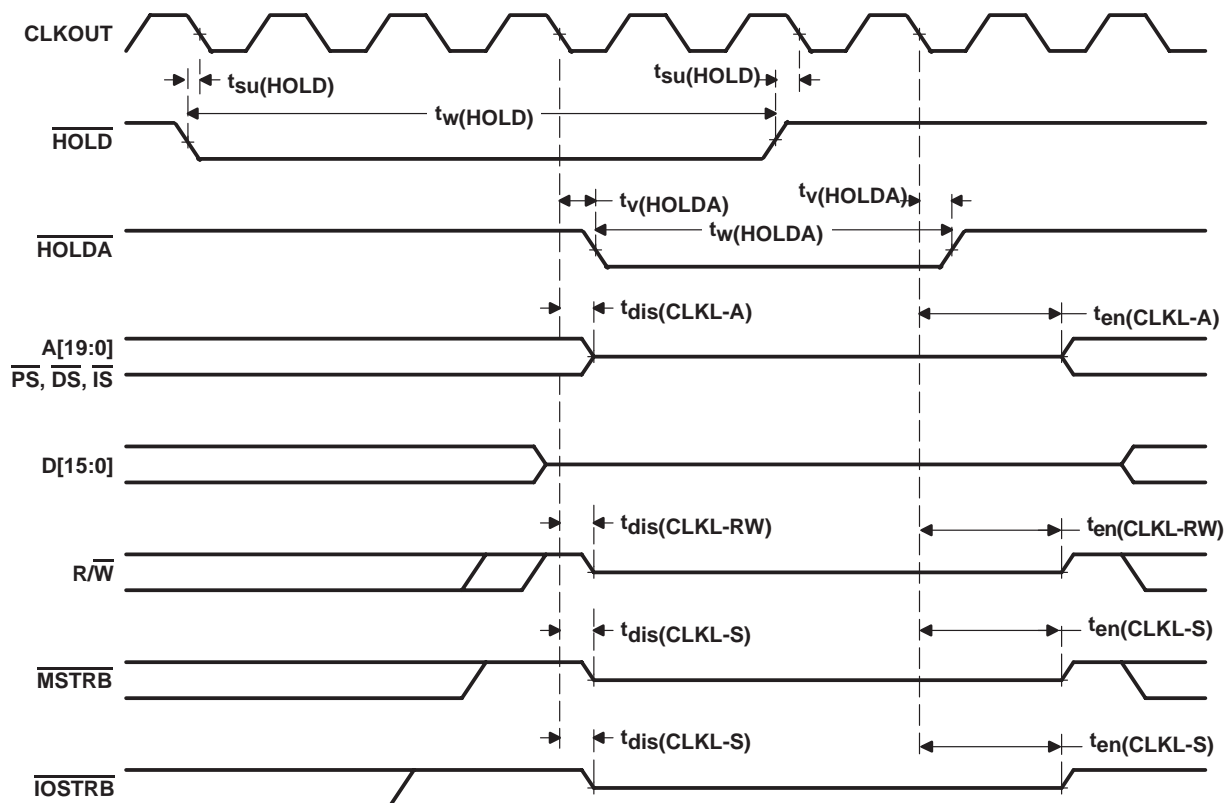 CLKOUT
tsu(HOLD)
tsu(HOLD)
tw(HOLD)
HOLD
tv(HOLDA)
tv(HOLDA)
tw(HOLDA)
HOLDA
tdis(CLKL-A)
ten(CLKL-A)
A[19:0]
PS, DS, IS
D[15:0]
tdis(CLKL-RW)
ten(CLKL-RW)
R/W
tdis(CLKL-S)
ten(CLKL-S)
MSTRB
tdis(CLKL-S)
ten(CLKL-S)
IOSTRB